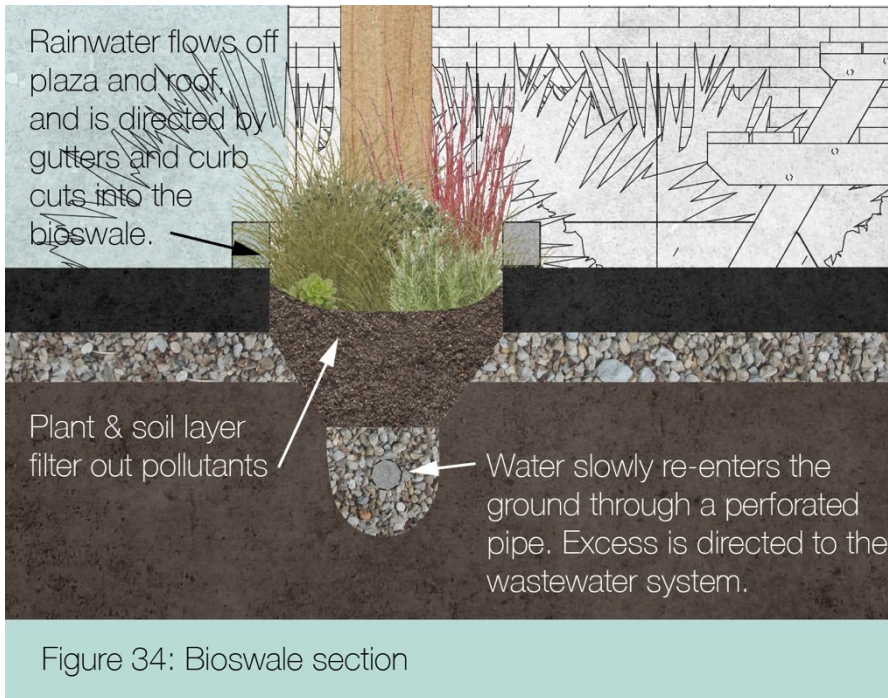 Rainwater flows off
plaza and roof,
and is directed by
gutters and curb
cuts into the
bioswale.
Plant & soil layer
filter out pollutants
Water slowly re-enters the
ground through a perforated
pipe. Excess is directed to the
wastewater system.
Figure 34: Bioswale section